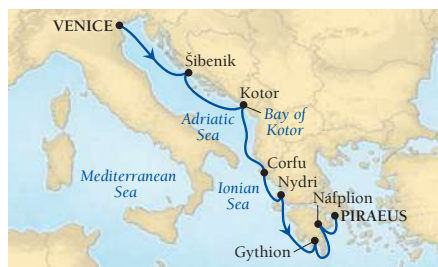 VENICE
Šibenik
Kotor
Adriatic
Sea
Bay of
Kotor
Mediterranean
Sea
Corfu
Ionian
Sea
Nydri
Náfplion
PIRAEUS
Gythion